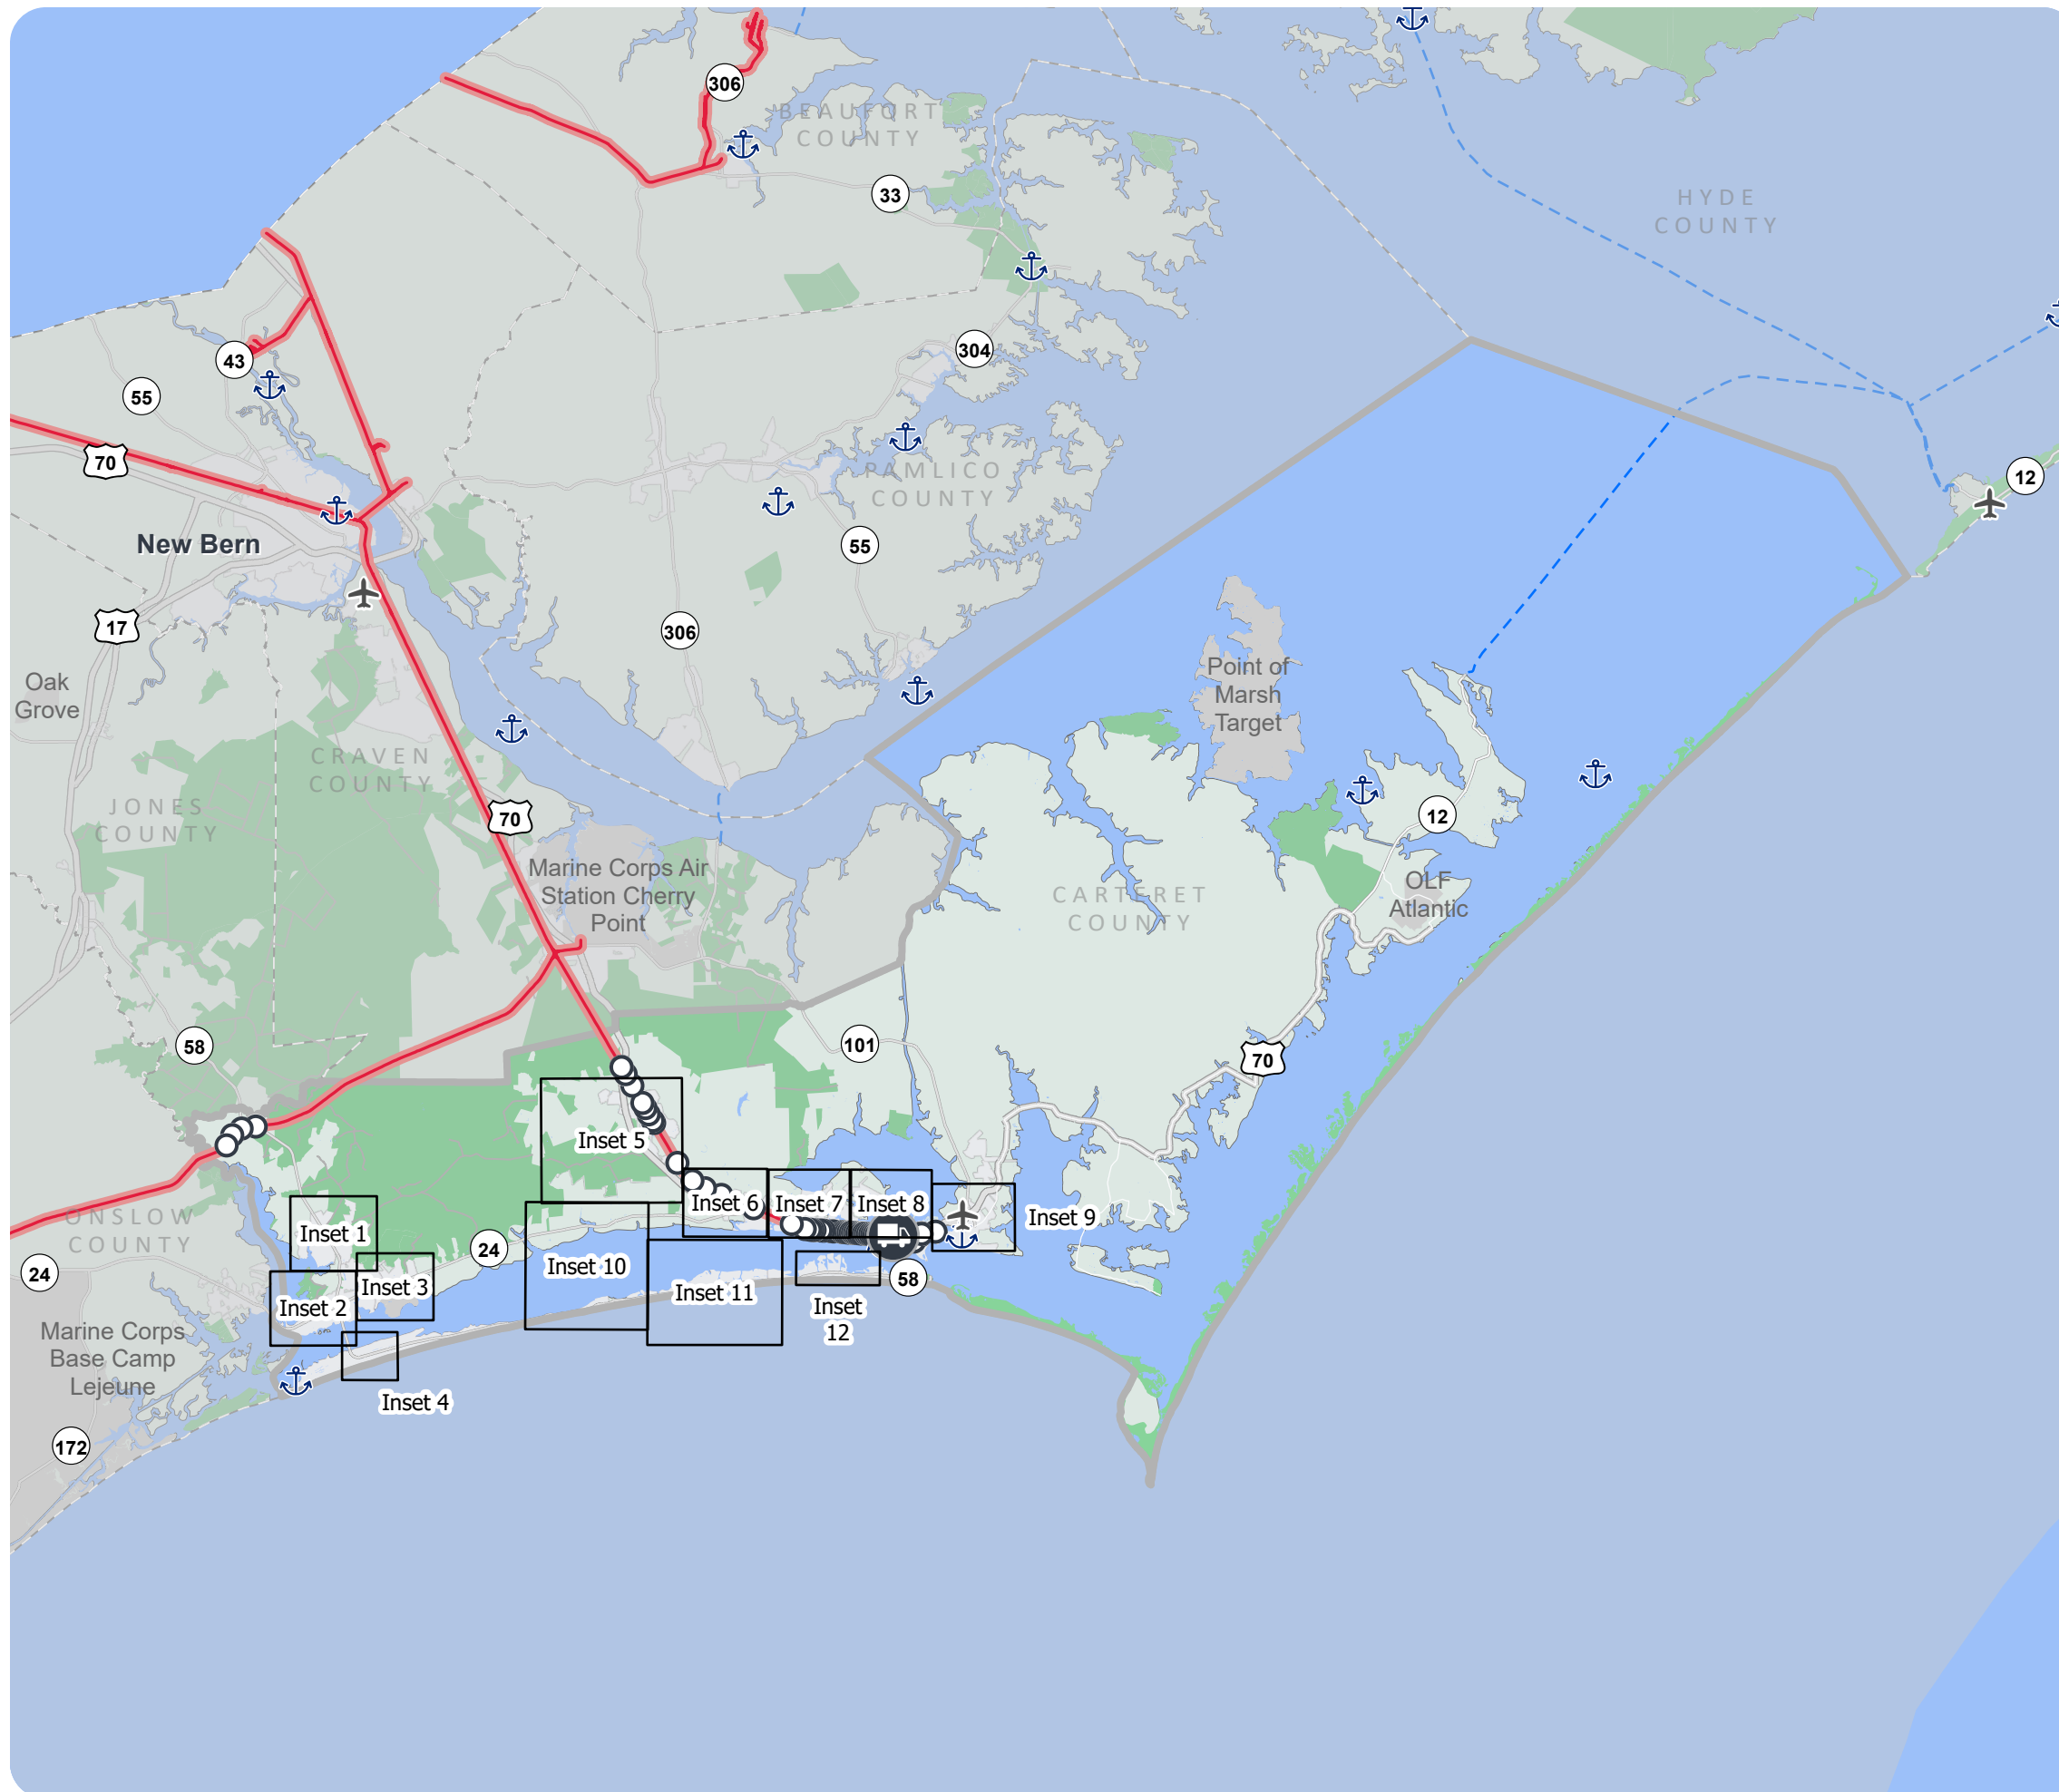 306
BEAUFORT
COUNTY
33
HYDE
COUNTY
304
43
55
70
12
PAMLICO
COUNTY
New Bern
55
17
306
Oak
Grove
Point of
Marsh
Target
CRAVEN
COUNTY
JONES
COUNTY
70
12
Marine Corps Air
Station Cherry
Point
OLF
Atlantic
CARTERET
COUNTY
58
101
70
Inset 5
Inset 6
Inset 7
Inset 8
Inset 9
ONSLOW
COUNTY
Inset 1
24
24
Inset 10
Inset 3
58
Inset 2
Inset 11
Inset
12
Marine Corps
Base Camp
Lejeune
Inset 4
172